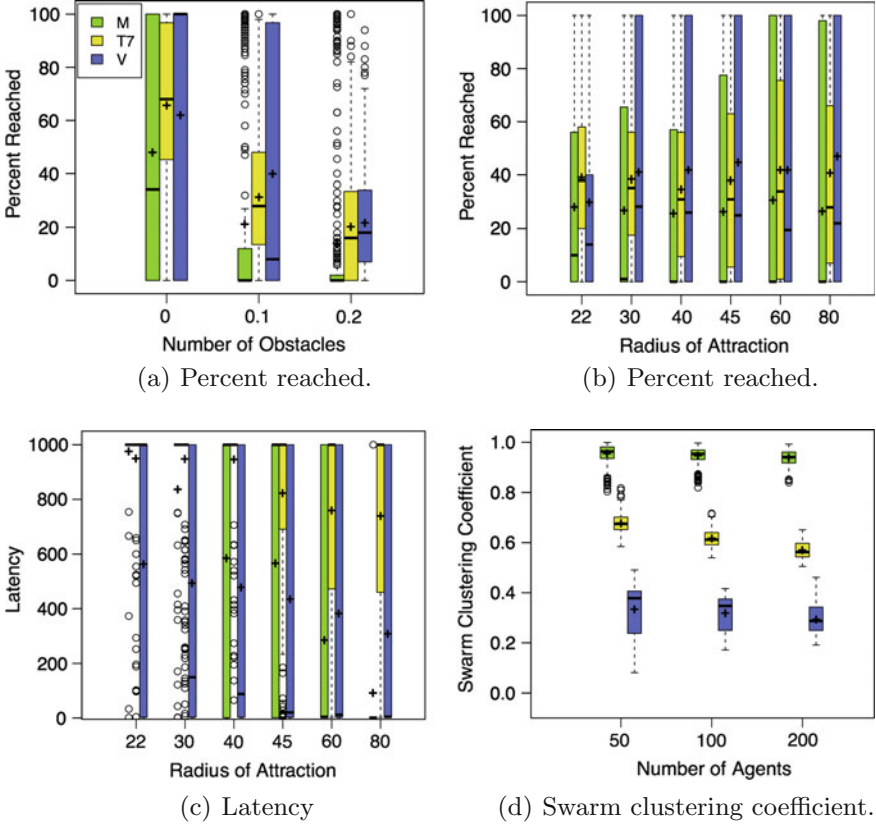 M
T7
V
Percent Reached
100
80
60
40
20
0
0
0.1
0.2
Number of Obstacles
(a) Percent reached.
Percent Reached
100
80
60
40
20
0
22 30 40 45 60 80
Radius of Attraction
(b) Percent reached.
Latency
1000
800
600
400
200
0
22 30 40 45 60 80
Radius of Attraction
(c) Latency
Swarm Clustering Coefficient
1.0
0.8
0.6
0.4
0.2
0.0
50 100 200
Number of Agents
(d) Swarm clustering coefficient.